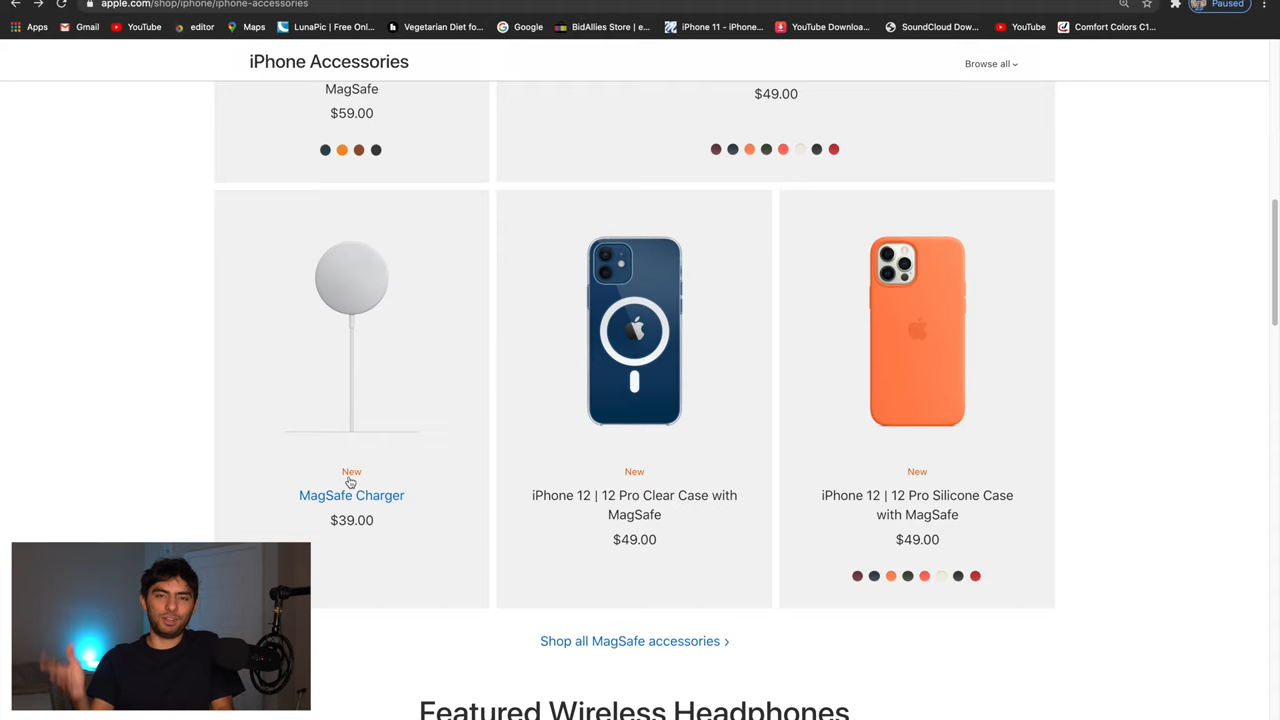 apple.com/shop/iphone/iphone-accessories
Paused
Apps
Gmail
YouTube
editor
Maps
LunaPic | Free Onl...
Vegetarian Diet fo...
Google
BidAllies Store | e...
iPhone 11 - iPhone...
YouTube Downloa...
SoundCloud Dow...
YouTube
Comfort Colors C1...
iPhone Accessories
Browse all
MagSafe
$59.00
$49.00
New
MagSafe Charger
$39.00
New
iPhone 12 | 12 Pro Clear Case with
MagSafe
$49.00
New
iPhone 12 | 12 Pro Silicone Case
with MagSafe
$49.00
Shop all MagSafe accessories
Featured Wireless Headphones